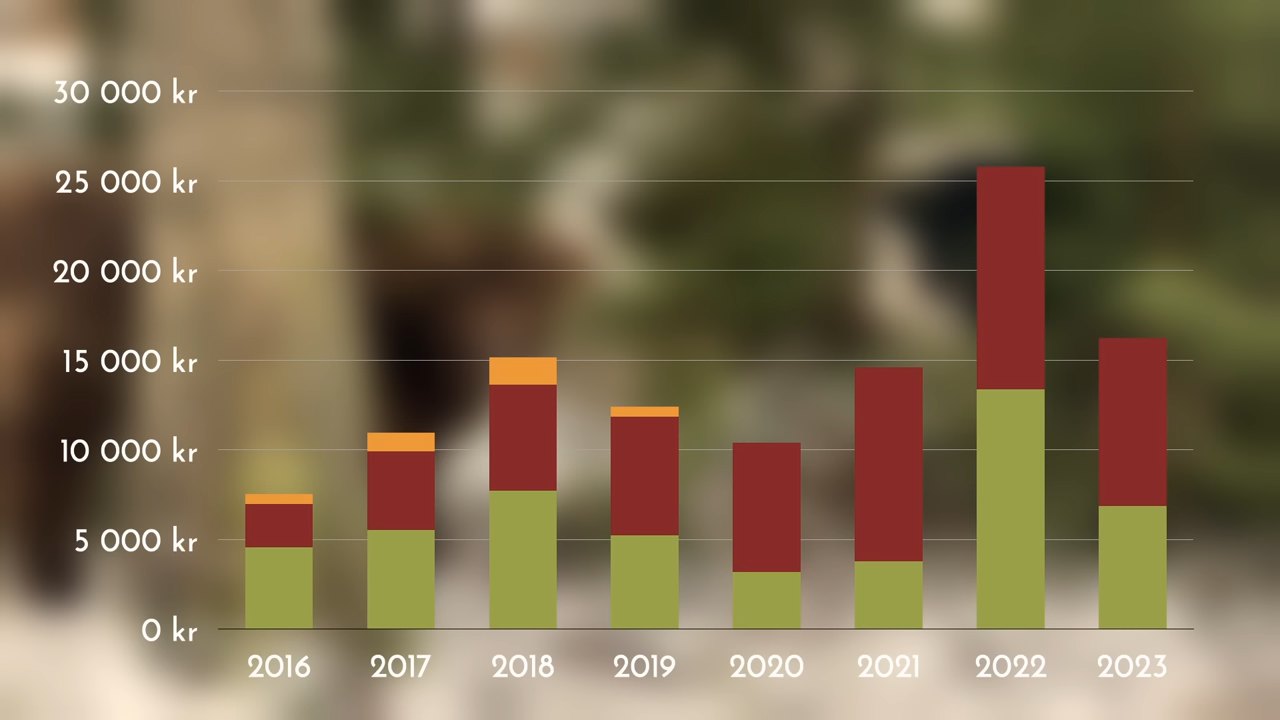 30 000 kr
25 000 kr
20 000 kr
15 000 kr
10 000 kr
5 000 kr
0 kr
2016 2017 2018 2019 2020 2021 2022 2023